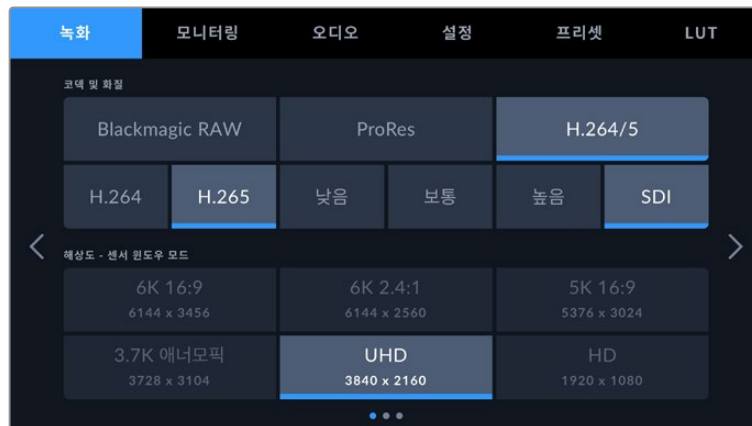 녹화 모니터링 오디오 설정 프리셋 LUT
코덱 및 화질
Blackmagic RAW ProRes H.264/5
H.264 H.265 낮음 보통 높음 SDI
해상도 - 센서 윈도우 모드
6K 16:9 6K 2.4:1 5K 16:9
6144 x 3456 6144 x 2560 5376 x 3024
3.7K 애너모픽 UHD HD
3728 x 3104 3840 x 2160 1920 x 1080